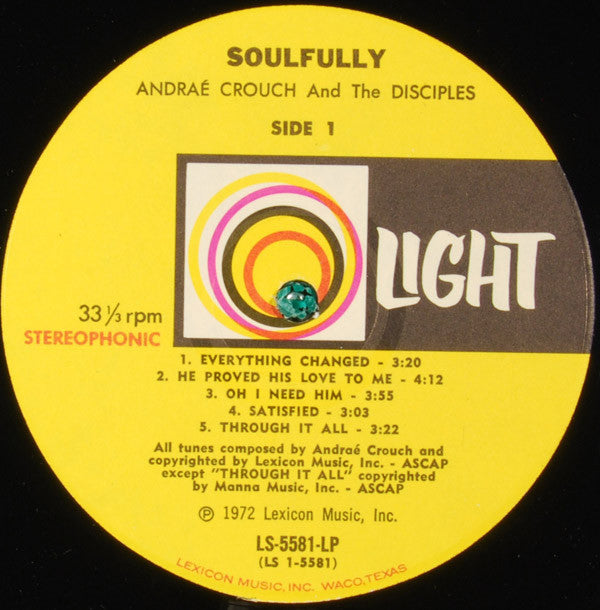 SOULFULLY
ANDRAÉ CROUCH And The DISCIPLES
SIDE 1
LIGHT
33 1/3 rpm
STEREOPHONIC
1. EVERYTHING CHANGED - 3:20
2. HE PROVED HIS LOVE TO ME - 4:12
3. OH I NEED HIM - 3:55
4. SATISFIED - 3:03
5. THROUGH IT ALL - 3:22
All tunes composed by Andraé Crouch and
copyrighted by Lexicon Music, Inc. - ASCAP
except "THROUGH IT ALL" copyrighted
by Manna Music, Inc. - ASCAP
℗ 1972 Lexicon Music, Inc.
LS-5581-LP
(LS 1-5581)
LEXICON MUSIC, INC. WACO, TEXAS